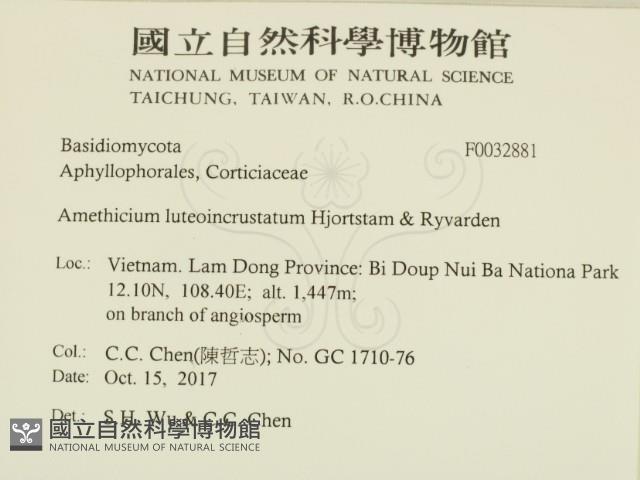 國立自然科學博物館
NATIONAL MUSEUM OF NATURAL SCIENCE
TAICHUNG, TAIWAN, R.O.CHINA
Basidiomycota F0032881
Aphyllophorales, Corticiaceae
Amethicium luteoincrustatum Hjortstam & Ryvarden
Loc.: Vietnam. Lam Dong Province: Bi Doup Nui Ba Nationa Park
12.10N, 108.40E; alt. 1,447m;
on branch of angiosperm
Col.: C.C. Chen(陳哲志); No. GC 1710-76
Date: Oct. 15, 2017
Det.: S.H. Wu & C.C. Chen
國立自然科學博物館
NATIONAL MUSEUM OF NATURAL SCIENCE